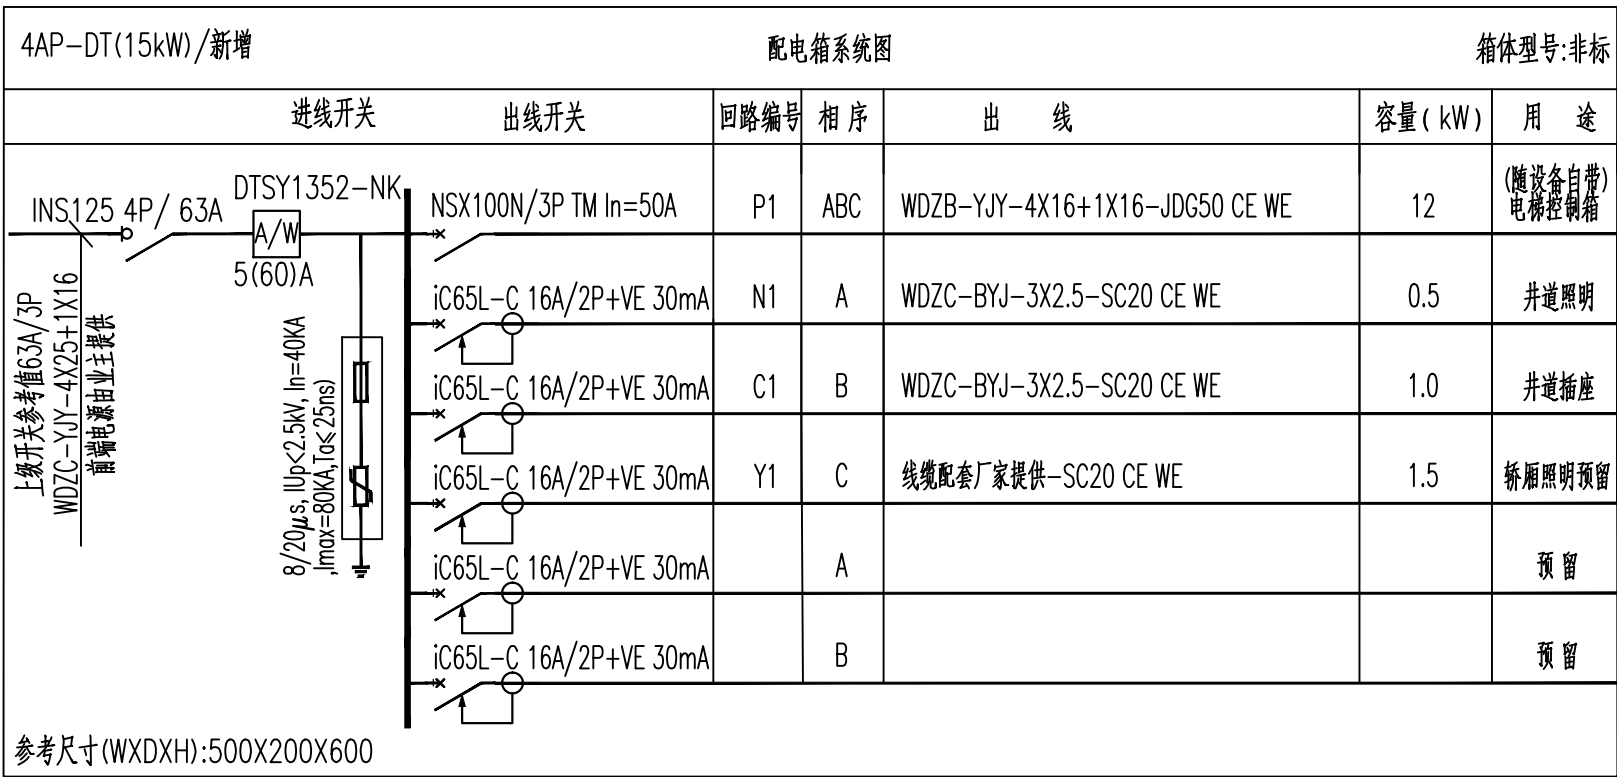 4AP-DT(15kW)/新增
配电箱系统图
箱体型号:非标
进线开关
出线开关
回路编号
相 序
出 线
容量( kW)
用 途
INS125 4P/ 63A
DTSY1352-NK
A/W
5(60)A
上级开关参考值63A/3P
WDZC-YJY-4X25+1X16
前端电源由业主提供
8/20μs, IUp<2.5kV, In=40KA
,Imax=80KA,Ta≤25ns)
NSX100N/3P TM In=50A
P1
ABC
WDZB-YJY-4X16+1X16-JDG50 CE WE
12
(随设备自带)
电梯控制箱
iC65L-C 16A/2P+VE 30mA
N1
A
WDZC-BYJ-3X2.5-SC20 CE WE
0.5
井道照明
iC65L-C 16A/2P+VE 30mA
C1
B
WDZC-BYJ-3X2.5-SC20 CE WE
1.0
井道插座
iC65L-C 16A/2P+VE 30mA
Y1
C
线缆配套厂家提供-SC20 CE WE
1.5
轿厢照明预留
iC65L-C 16A/2P+VE 30mA
A
预 留
iC65L-C 16A/2P+VE 30mA
B
预 留
参考尺寸(WXDXH):500X200X600